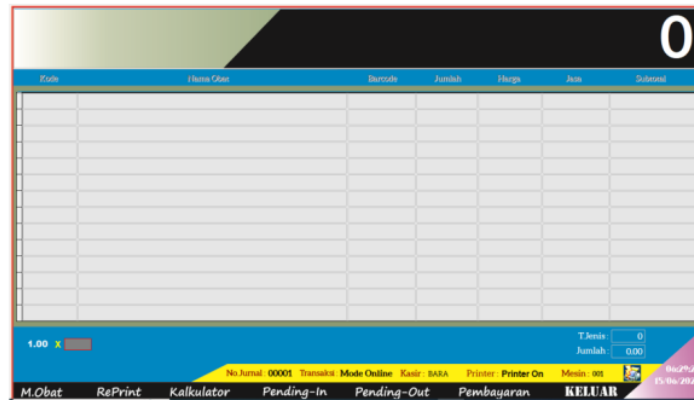 0
Kode Nama Obat Barcode Jumlah Harga Jasa Subtotal
T.Jenis: 0
1.00 X
Jumlah : 0.00
No.Jurnal : 00001 Transaksi : Mode Online Kasir : BARA Printer : Printer On Mesin : 001
M.Obat RePrint Kalkulator Pending-In Pending-Out Pembayaran KELUAR